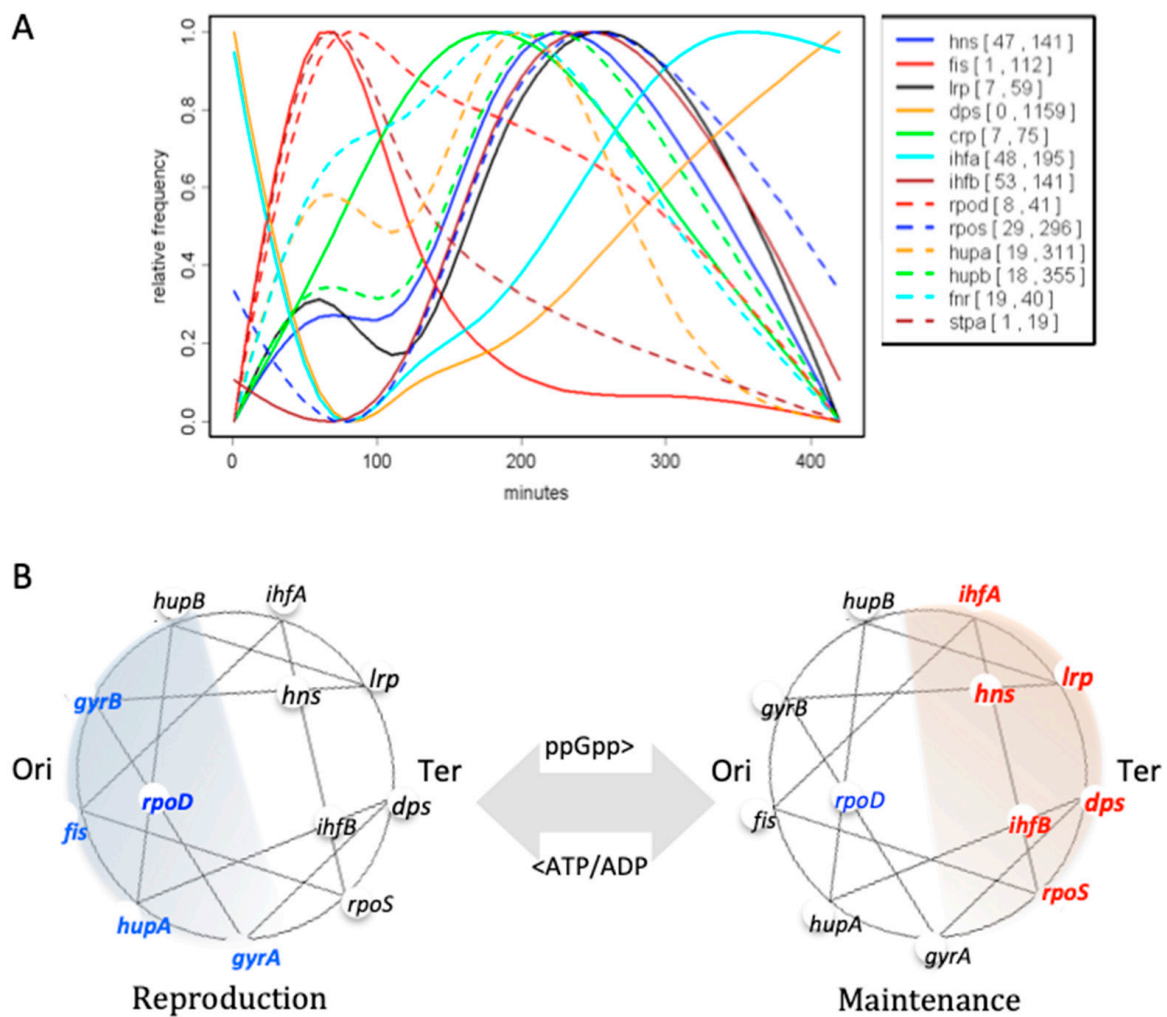 A
relative frequency
1.0
0.8
0.6
0.4
0.2
0.0
0
100
200
300
400
minutes
hns [ 47 , 141 ]
fis [ 1 , 112 ]
lrp [ 7 , 59 ]
dps [ 0 , 1159 ]
crp [ 7 , 75 ]
ihfa [ 48 , 195 ]
ihfb [ 53 , 141 ]
rpod [ 8 , 41 ]
rpos [ 29 , 296 ]
hupa [ 19 , 311 ]
hupb [ 18 , 355 ]
fnr [ 19 , 40 ]
stpa [ 1 , 19 ]
B
hupB
ihfA
lrp
hns
gyrB
Ori
Ter
rpoD
dps
ihfB
fis
rpoS
hupA
gyrA
Reproduction
ppGpp>
<ATP/ADP
hupB
ihfA
lrp
hns
gyrB
Ori
Ter
rpoD
dps
ihfB
fis
rpoS
hupA
gyrA
Maintenance